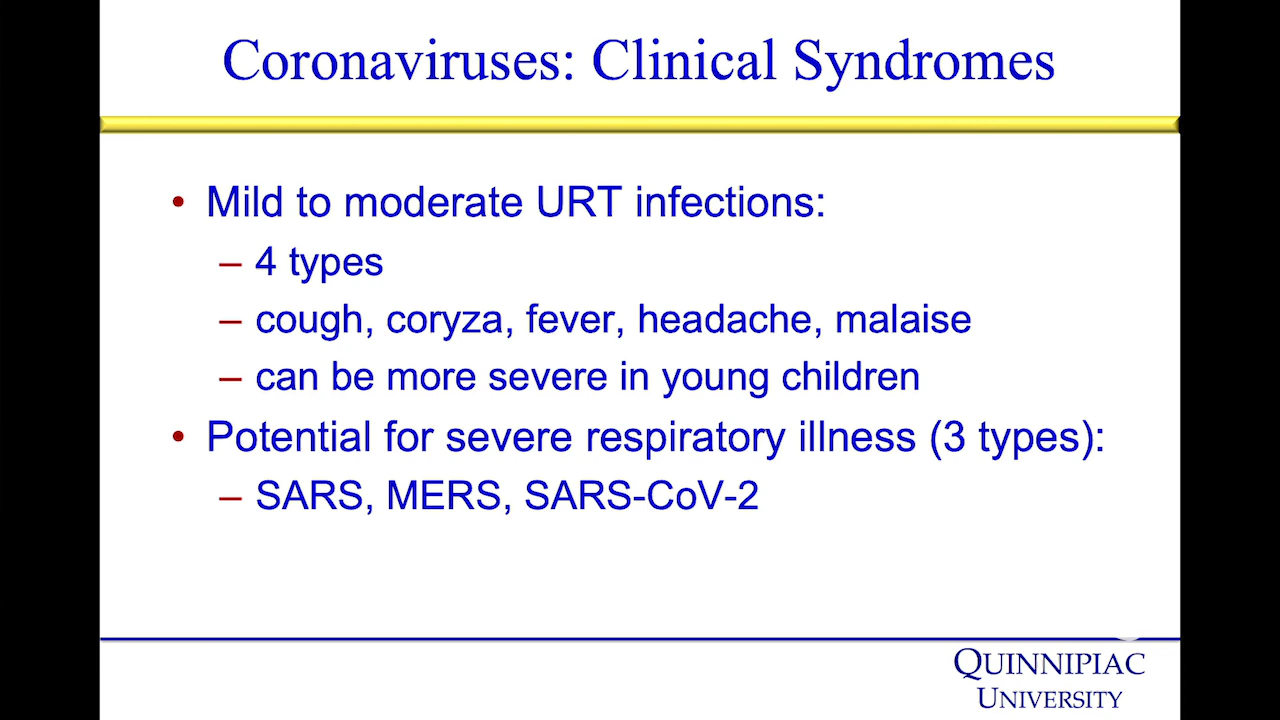 Coronaviruses: Clinical Syndromes
• Mild to moderate URT infections:
– 4 types
– cough, coryza, fever, headache, malaise
– can be more severe in young children
• Potential for severe respiratory illness (3 types):
– SARS, MERS, SARS-CoV-2
QUINNIPIAC
UNIVERSITY